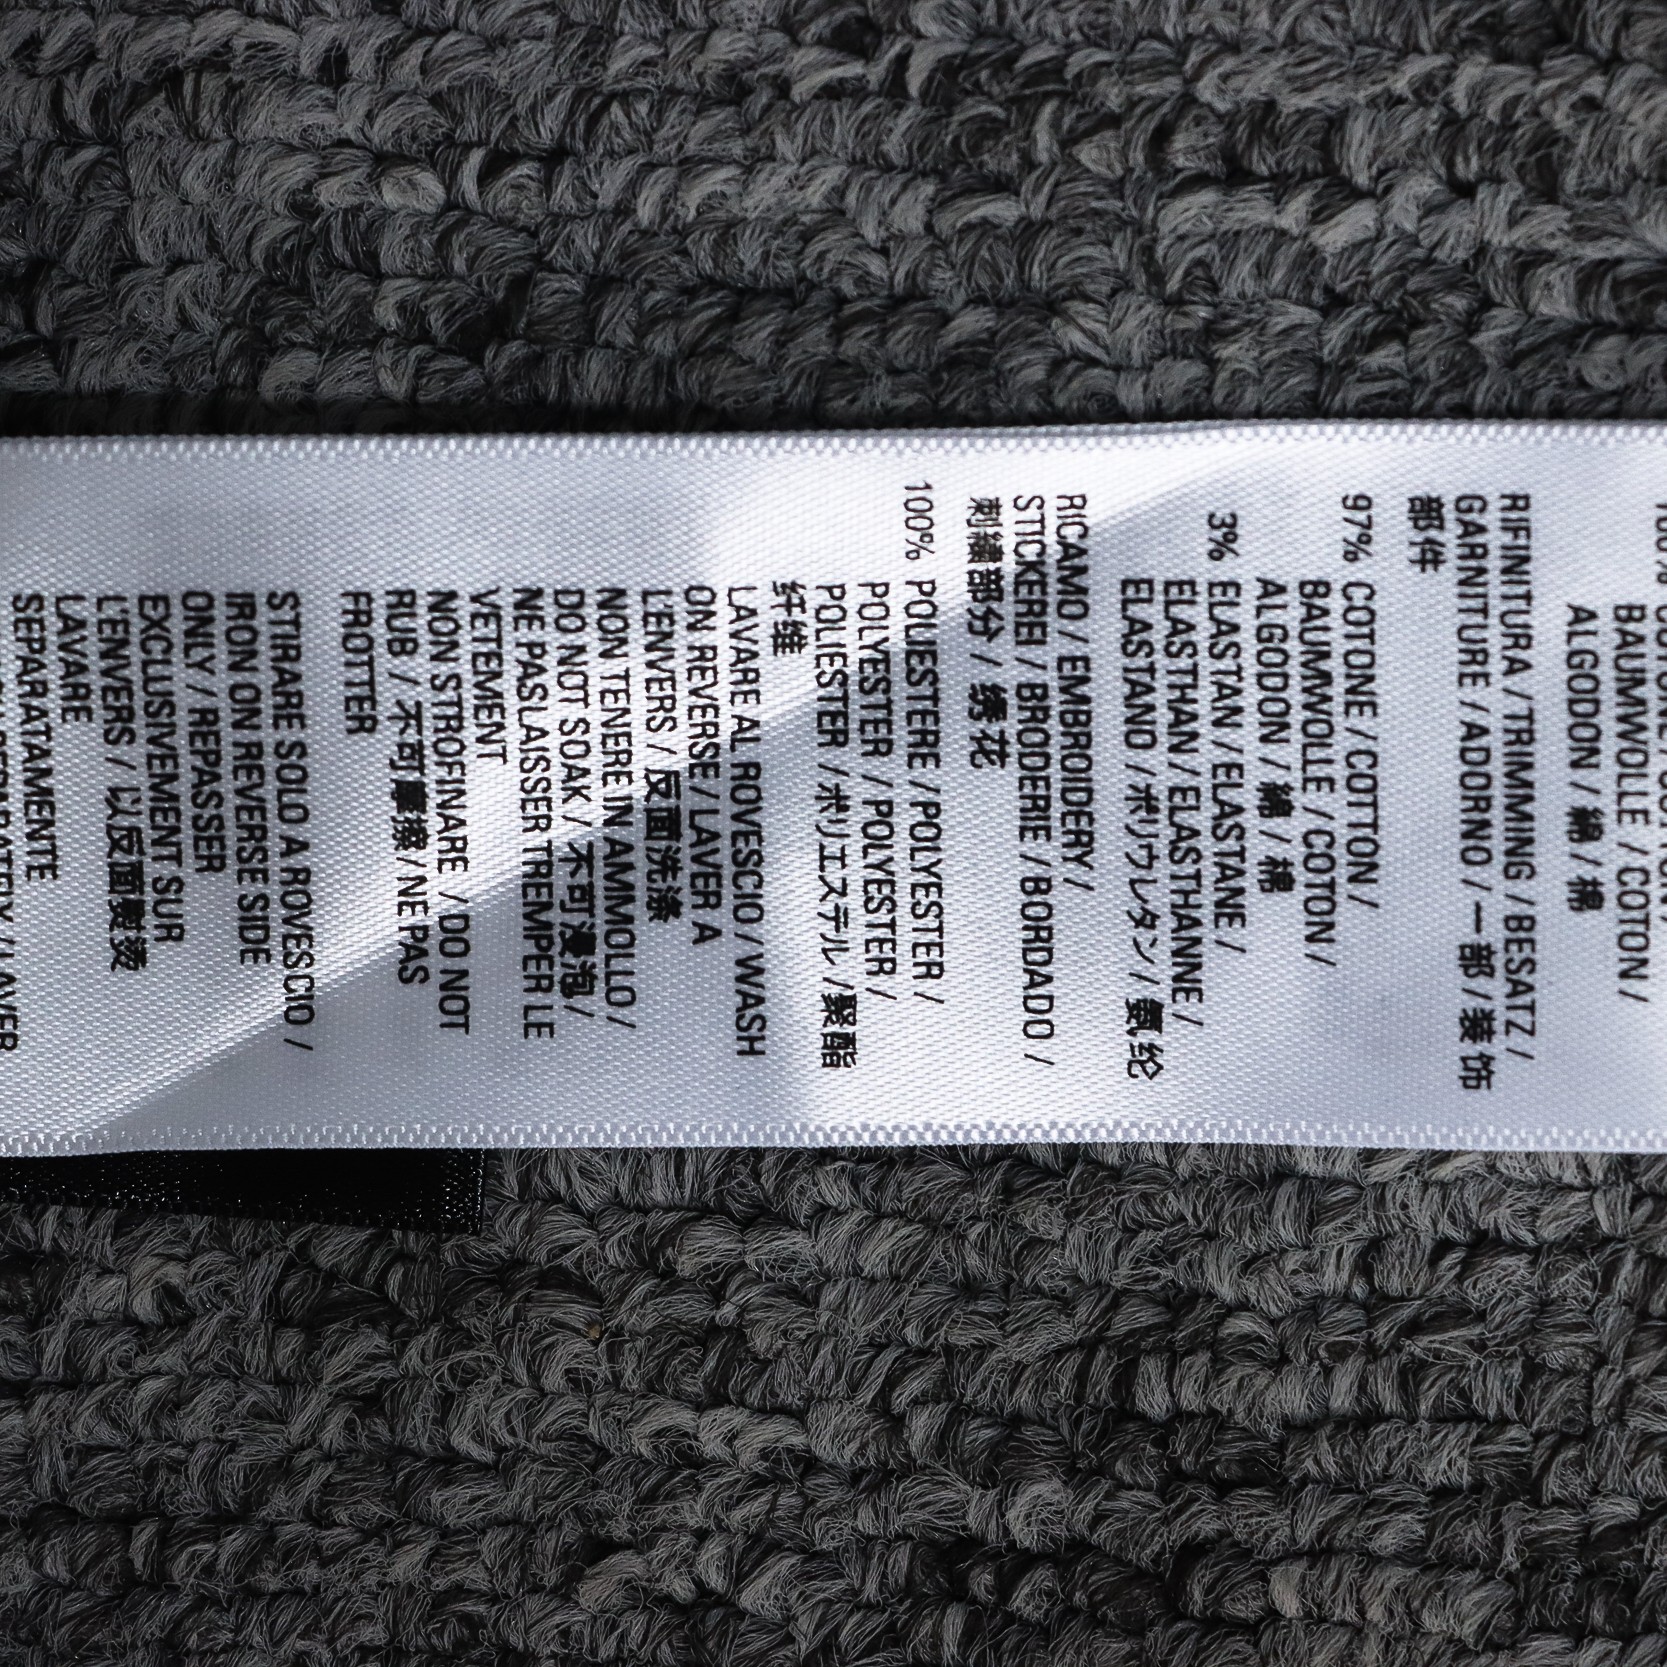 BAUMWOLLE / COTON /
ALGODON / 綿 / 棉
RIFINITURA / TRIMMING / BESATZ /
GARNITURE / ADORNO / 一部 / 装饰
部件
97% COTONE / COTTON /
BAUMWOLLE / COTON /
ALGODON / 綿 / 棉
3% ELASTAN / ELASTANE /
ELASTHAN / ELASTHANNE /
ELASTANO / ポリウレタン / 氨纶
RICAMO / EMBROIDERY /
STICKEREI / BRODERIE / BORDADO /
刺繍部分 / 绣花
100% POLIESTERE / POLYESTER /
POLYESTER / POLYESTER /
POLIESTER / ポリエステル / 聚酯
纤维
LAVARE AL ROVESCIO / WASH
ON REVERSE / LAVER A
L'ENVERS / 反面洗涤
NON TENERE IN AMMOLLO /
DO NOT SOAK / 不可浸泡 /
NE PAS LAISSER TREMPER LE
VETEMENT
NON STROFINARE / DO NOT
RUB / 不可摩擦 / NE PAS
FROTTER
STIRARE SOLO A ROVESCIO /
IRON ON REVERSE SIDE
ONLY / REPASSER
EXCLUSIVEMENT SUR
L'ENVERS / 以反面熨烫
LAVARE
SEPARATAMENTE